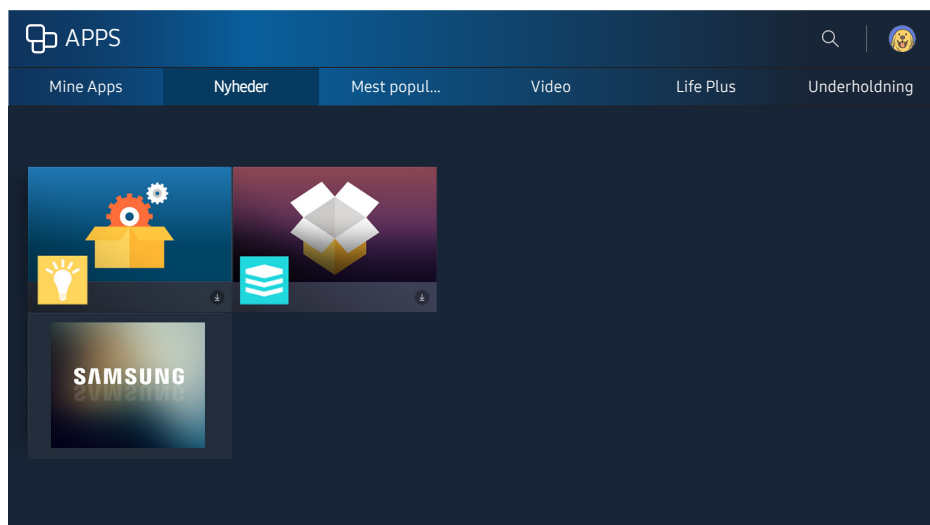 APPS
Mine Apps Nyheder Mest popul... Video Life Plus Underholdning
SAMSUNG